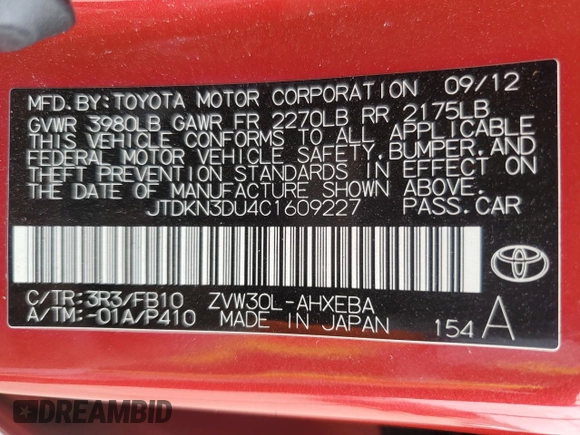 MFD.BY:TOYOTA MOTOR CORPORATION 09/12
GVWR 3980LB GAWR FR 2270LB RR 2175LB
THIS VEHICLE CONFORMS TO ALL APPLICABLE
FEDERAL MOTOR VEHICLE SAFETY,BUMPER,AND
THEFT PREVENTION STANDARDS IN EFFECT ON
THE DATE OF MANUFACTURE SHOWN ABOVE.
JTDKN3DU4C1609227 PASS.CAR
C/TR:3R3/FB10 ZVW30L-AHXEBA
A/TM:-01A/P410 MADE IN JAPAN 154 A
DREAMBID